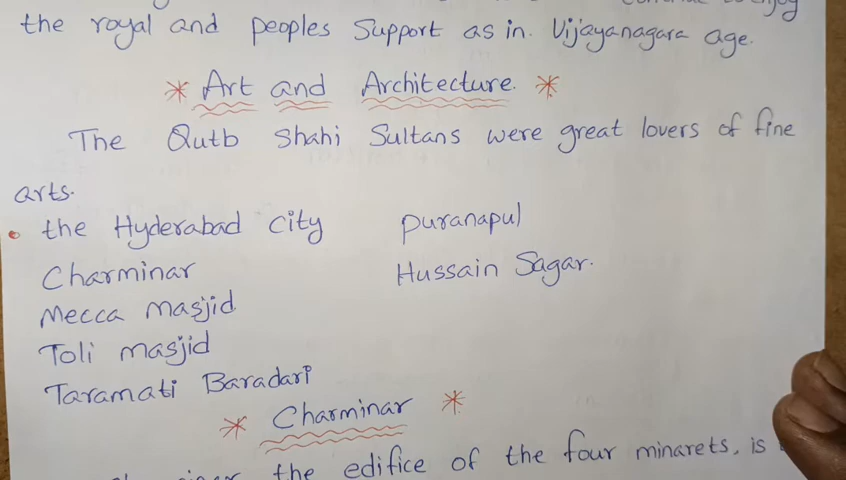 the royal and peoples Support as in. Vijayanagara age.
* Art and Architecture. *
The Qutb Shahi Sultans were great lovers of fine
arts.
• the Hyderabad city puranapul
Charminar Hussain Sagar.
Mecca masjid
Toli masjid
Taramati Baradari
* Charminar *
the edifice of the four minarets, is